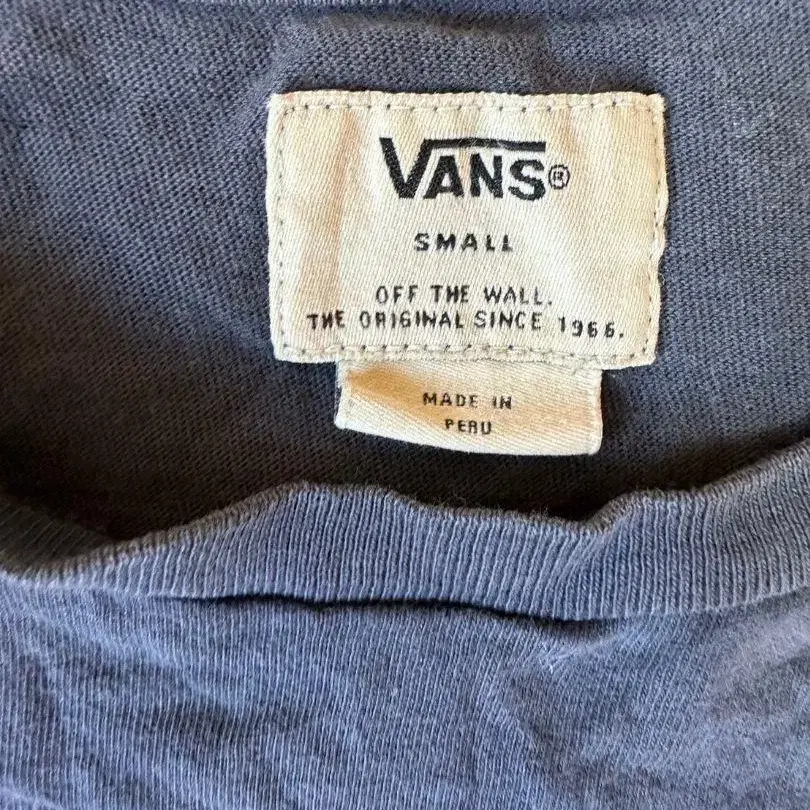 VANS®
SMALL
OFF THE WALL.
THE ORIGINAL SINCE 1966.
MADE IN
PERU